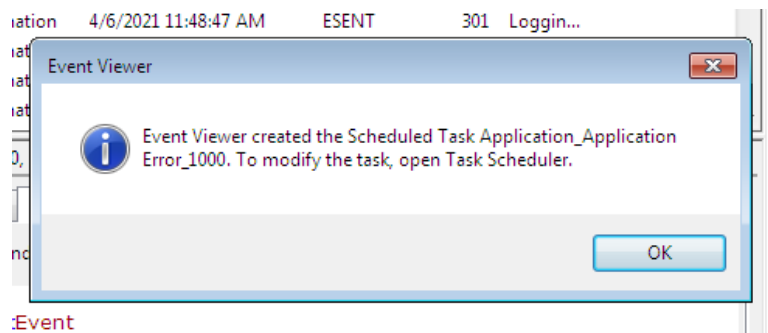 4/6/2021 11:48:47 AM ESENT 301 Loggin...
Event Viewer
Event Viewer created the Scheduled Task Application_Application
Error_1000. To modify the task, open Task Scheduler.
OK
Event